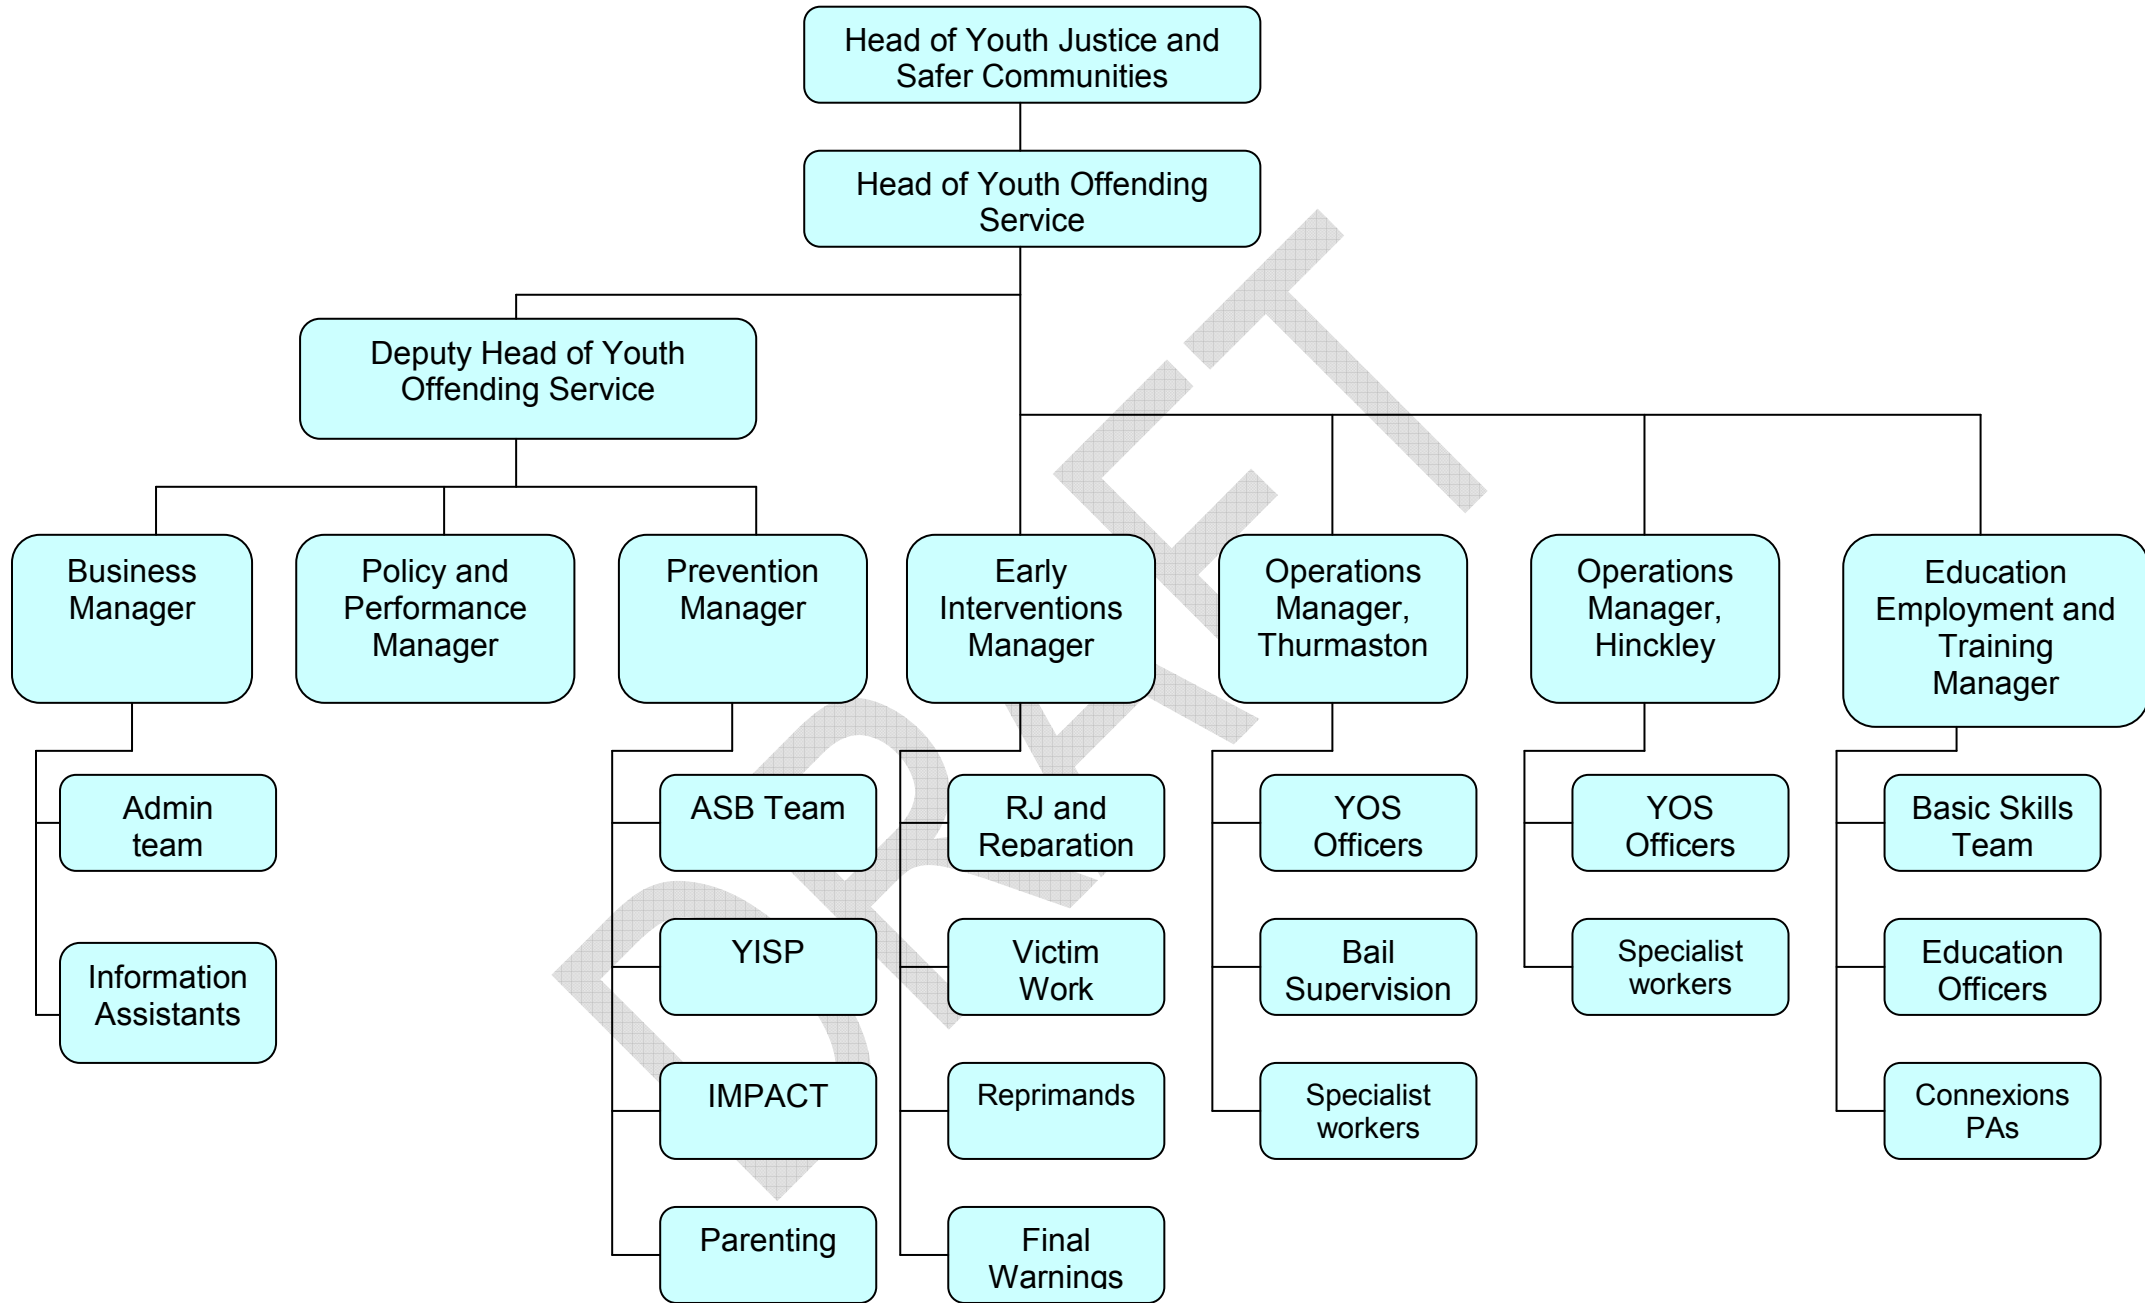 Head of Youth Justice and
Safer Communities
Head of Youth Offending
Service
Deputy Head of Youth
Offending Service
Business
Manager
Policy and
Performance
Manager
Prevention
Manager
Early
Interventions
Manager
Operations
Manager,
Thurmaston
Operations
Manager,
Hinckley
Education
Employment and
Training
Manager
Admin
team
Information
Assistants
ASB Team
YISP
IMPACT
Parenting
RJ and
Reparation
Victim
Work
Reprimands
Final
Warnings
YOS
Officers
Bail
Supervision
Specialist
workers
YOS
Officers
Specialist
workers
Basic Skills
Team
Education
Officers
Connexions
PAs
DRAFT